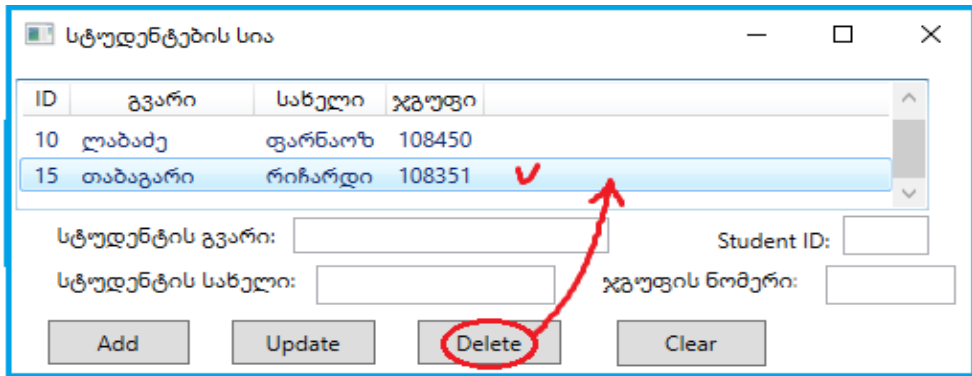 სტუდენტების სია
ID გვარი სახელი ჯგუფი
10 ლაბაძე ფარნაოზ 108450
15 თაბაგარი რიჩარდი 108351
სტუდენტის გვარი: Student ID:
სტუდენტის სახელი: ჯგუფის ნომერი:
Add Update Delete Clear